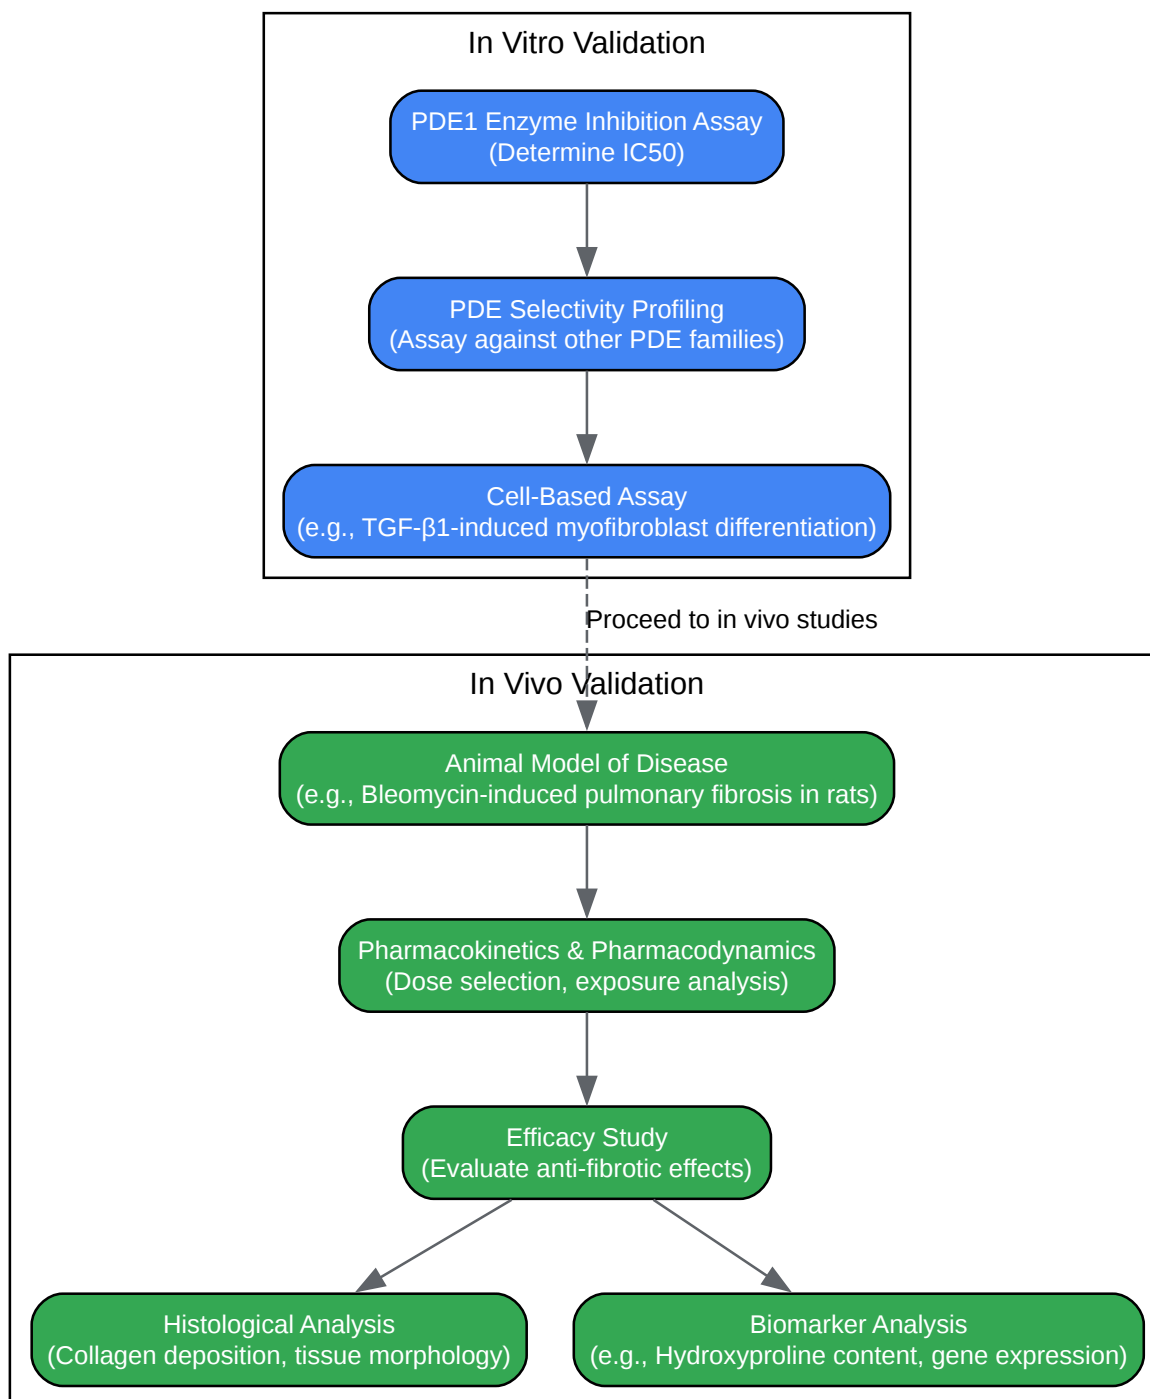 In Vitro Validation
PDE1 Enzyme Inhibition Assay
(Determine IC50)
PDE Selectivity Profiling
(Assay against other PDE families)
Cell-Based Assay
(e.g., TGF-β1-induced myofibroblast differentiation)
Proceed to in vivo studies
In Vivo Validation
Animal Model of Disease
(e.g., Bleomycin-induced pulmonary fibrosis in rats)
Pharmacokinetics & Pharmacodynamics
(Dose selection, exposure analysis)
Efficacy Study
(Evaluate anti-fibrotic effects)
Histological Analysis
(Collagen deposition, tissue morphology)
Biomarker Analysis
(e.g., Hydroxyproline content, gene expression)